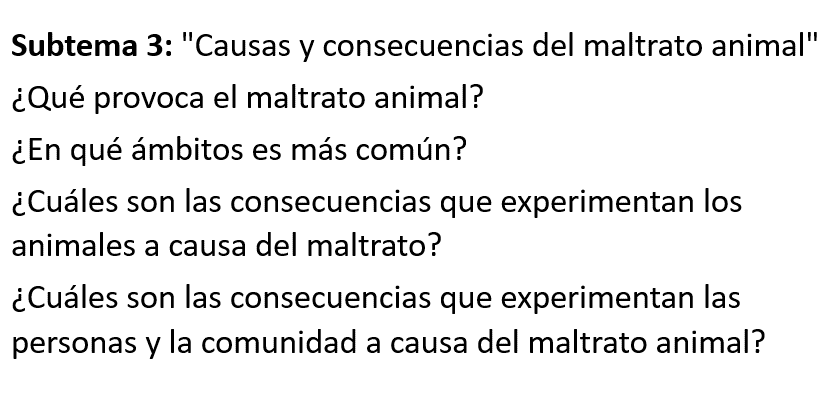 Subtema 3: "Causas y consecuencias del maltrato animal"
¿Qué provoca el maltrato animal?
¿En qué ámbitos es más común?
¿Cuáles son las consecuencias que experimentan los
animales a causa del maltrato?
¿Cuáles son las consecuencias que experimentan las
personas y la comunidad a causa del maltrato animal?